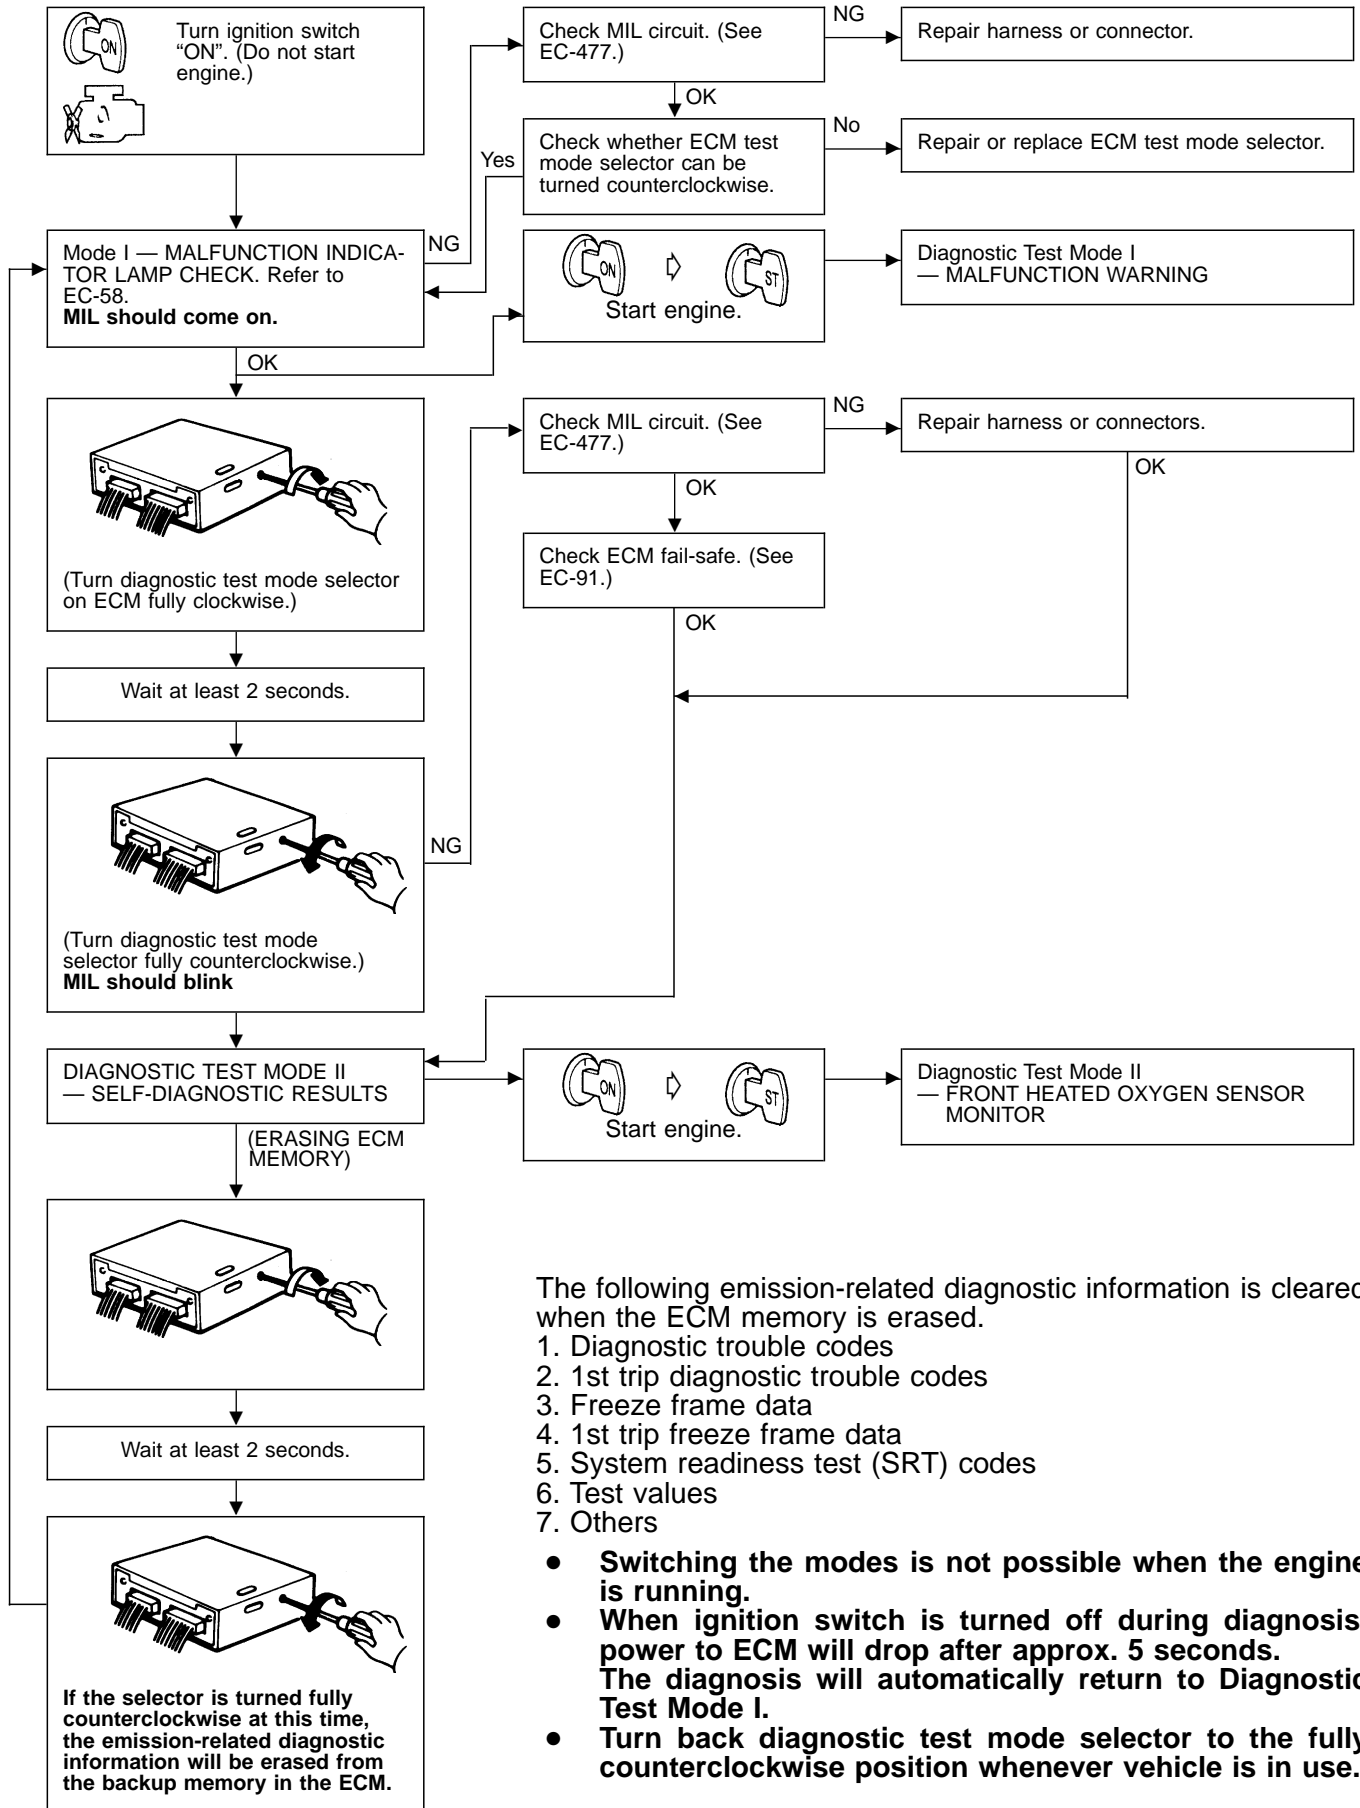 Turn ignition switch
“ON”. (Do not start
engine.)
ON
Check MIL circuit. (See
EC-477.)
NG
Repair harness or connector.
OK
Check whether ECM test
mode selector can be
turned counterclockwise.
No
Repair or replace ECM test mode selector.
Yes
Mode I — MALFUNCTION INDICA-
TOR LAMP CHECK. Refer to
EC-58.
MIL should come on.
NG
ON
ST
Start engine.
Diagnostic Test Mode I
— MALFUNCTION WARNING
OK
(Turn diagnostic test mode selector
on ECM fully clockwise.)
Check MIL circuit. (See
EC-477.)
NG
Repair harness or connectors.
OK
OK
Check ECM fail-safe. (See
EC-91.)
OK
Wait at least 2 seconds.
(Turn diagnostic test mode
selector fully counterclockwise.)
MIL should blink
NG
DIAGNOSTIC TEST MODE II
— SELF-DIAGNOSTIC RESULTS
ON
ST
Start engine.
Diagnostic Test Mode II
— FRONT HEATED OXYGEN SENSOR
MONITOR
(ERASING ECM
MEMORY)
Wait at least 2 seconds.
If the selector is turned fully
counterclockwise at this time,
the emission-related diagnostic
information will be erased from
the backup memory in the ECM.
The following emission-related diagnostic information is cleared
when the ECM memory is erased.
1. Diagnostic trouble codes
2. 1st trip diagnostic trouble codes
3. Freeze frame data
4. 1st trip freeze frame data
5. System readiness test (SRT) codes
6. Test values
7. Others
● Switching the modes is not possible when the engine
is running.
● When ignition switch is turned off during diagnosis
power to ECM will drop after approx. 5 seconds.
The diagnosis will automatically return to Diagnostic
Test Mode I.
● Turn back diagnostic test mode selector to the fully
counterclockwise position whenever vehicle is in use.